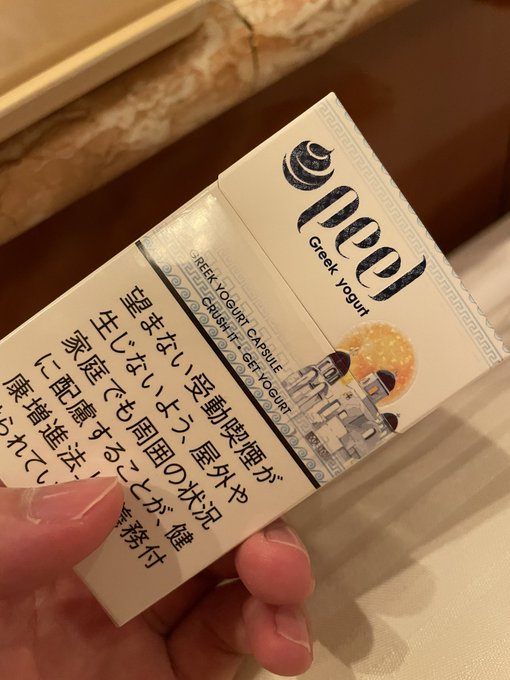 peel
Greek yogurt
GREEK YOGURT CAPSULE
CRUSH IT - GET YOGURT
望まない受動喫煙が
生じないよう、屋外や
家庭でも周囲の状況
に配慮することが、健
康増進法 義務付
られてい